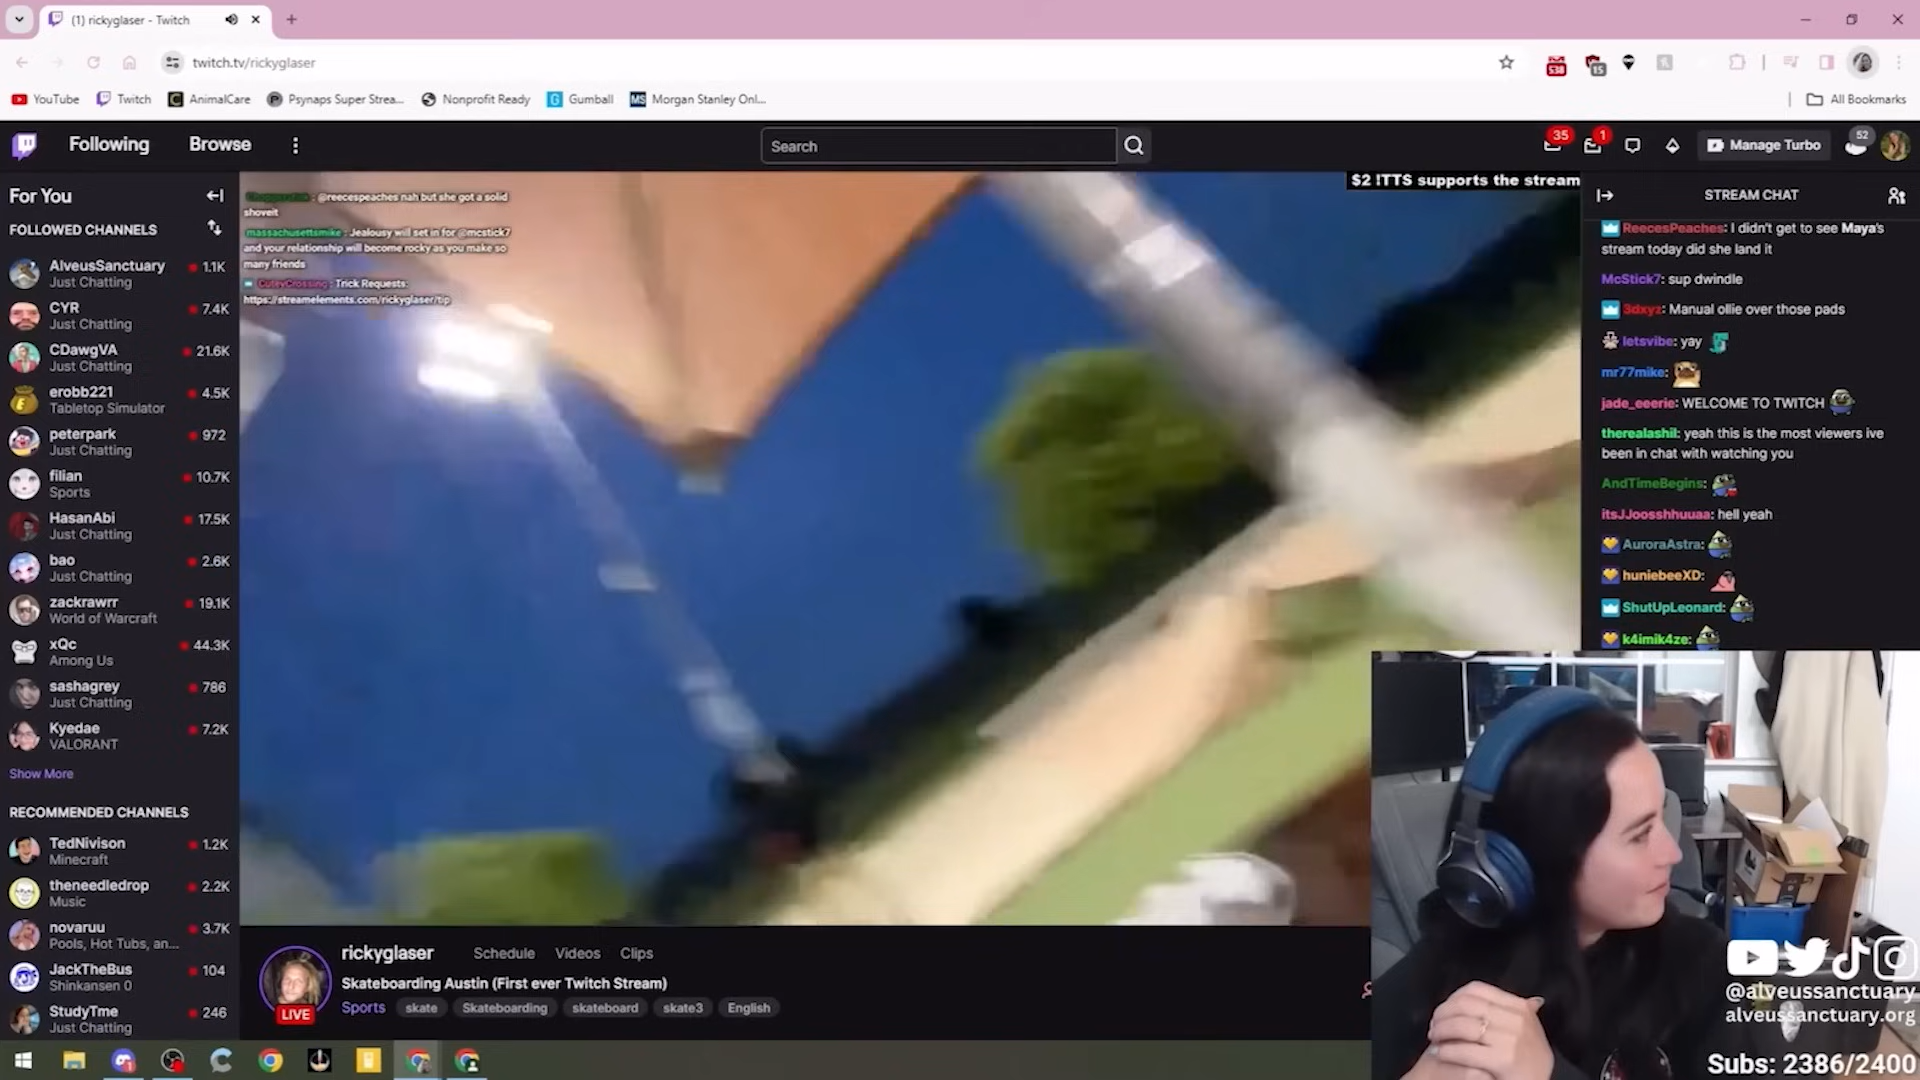 (1) rickyglaser - Twitch
twitch.tv/rickyglaser
538
15
YouTube
Twitch
AnimalCare
Psynaps Super Strea...
Nonprofit Ready
Gumball
Morgan Stanley Onl...
All Bookmarks
Following
Browse
Search
35
1
Manage Turbo
52
For You
FOLLOWED CHANNELS
AlveusSanctuary
1.1K
Just Chatting
CYR
7.4K
Just Chatting
CDawgVA
21.6K
Just Chatting
erobb221
4.5K
Tabletop Simulator
peterpark
972
Just Chatting
filian
10.7K
Sports
HasanAbi
17.5K
Just Chatting
bao
2.6K
Just Chatting
zackrawrr
19.1K
World of Warcraft
xQc
44.3K
Among Us
sashagrey
786
Just Chatting
Kyedae
7.2K
VALORANT
Show More
RECOMMENDED CHANNELS
TedNivison
1.2K
Minecraft
theneedledrop
2.2K
Music
novaruu
3.7K
Pools, Hot Tubs, an...
JackTheBus
104
Shinkansen 0
StudyTme
246
Just Chatting
: @reecespeaches nah but she got a solid
shoveit
massachusettsmike : Jealousy will set in for @mcstick7
and your relationship will become rocky as you make so
many friends
CuteyCrossing : Trick Requests:
https://streamelements.com/rickyglaser/tip
$2 !TTS supports the stream
STREAM CHAT
ReecesPeaches: I didn't get to see Maya's
stream today did she land it
McStick7: sup dwindle
3dxyz: Manual ollie over those pads
letsvibe: yay
mr77mike:
jade_eeerie: WELCOME TO TWITCH
therealashil: yeah this is the most viewers ive
been in chat with watching you
AndTimeBegins:
itsJJoosshhuuaa: hell yeah
AuroraAstra:
huniebeeXD:
ShutUpLeonard:
k4imik4ze:
rickyglaser
Schedule
Videos
Clips
Skateboarding Austin (First ever Twitch Stream)
LIVE
Sports
skate
Skateboarding
skateboard
skate3
English
@alveussanctuary
alveussanctuary.org
Subs: 2386/2400